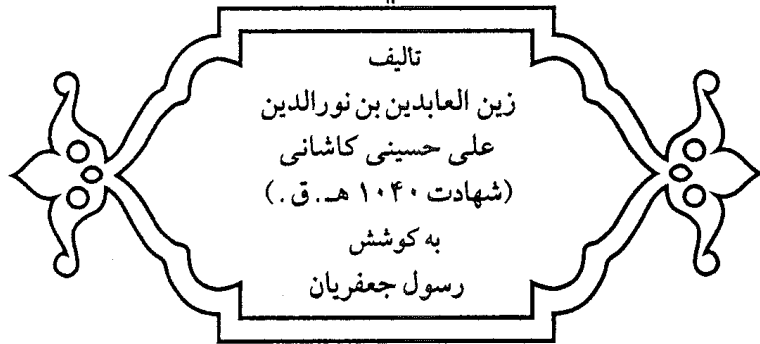 تالیف
زین العابدین بن نورالدین
علی حسینی کاشانی
(شهادت ۱۰۴۰ هـ . ق .)
به کوشش
رسول جعفریان